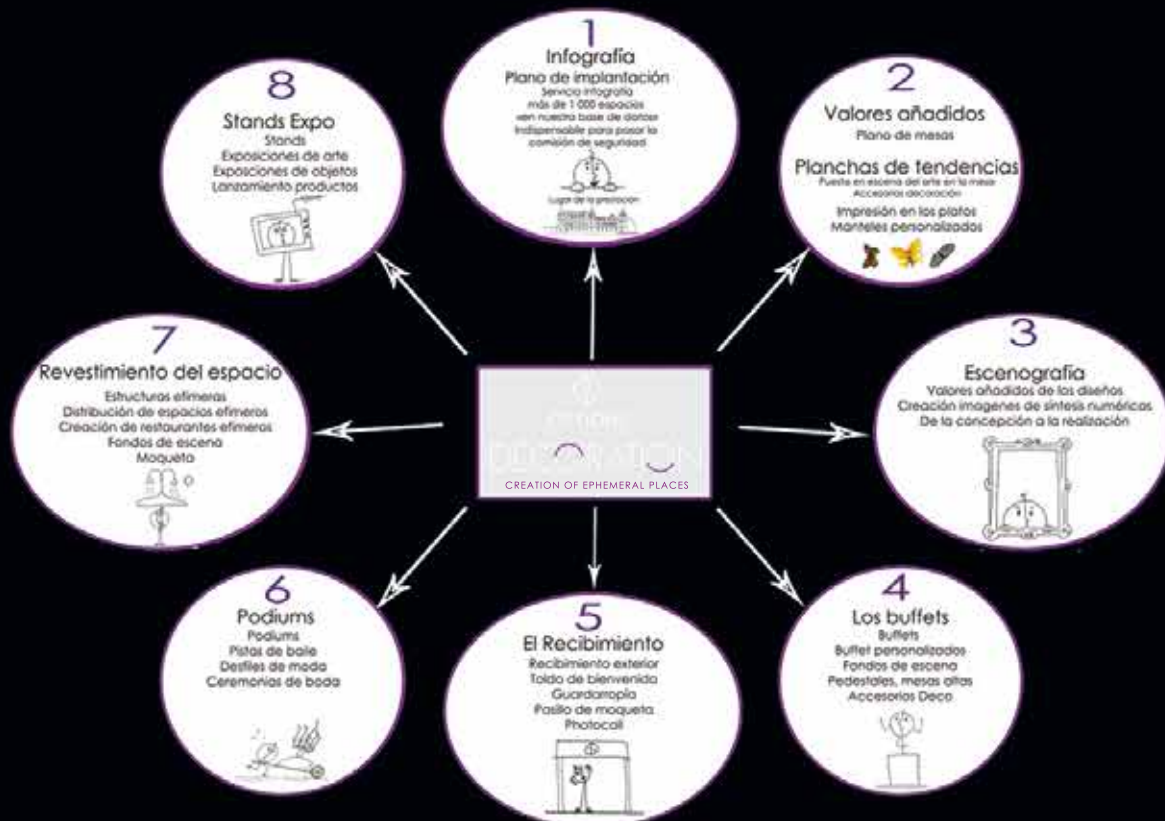 1
Infografía
Plano de implantación
Servicio infografía
más de 1 000 espacios
«en nuestra base de datos»
Indispensable para pasar la
comisión de seguridad
Lugar de la prestación
2
Valores añadidos
Plano de mesas
Planchas de tendencias
Puesta en escena del arte en la mesa
Accesorios decoración
Impresión en los platos
Manteles personalizados
3
Escenografía
Valores añadidos de los diseños
Creación imagenes de síntesis numéricas
De la concepción a la realización
4
Los buffets
Buffets
Buffet personalizados
Fondos de escena
Pedestales, mesas altas
Accesorios Deco
5
El Recibimiento
Recibimiento exterior
Toldo de bienvenida
Guardarropía
Pasillo de moqueta
Photocall
6
Podiums
Podiums
Pistas de baile
Desfiles de moda
Ceremonias de boda
7
Revestimiento del espacio
Estructuras efímeras
Distribución de espacios efímeros
Creación de restaurantes efímeros
Fondos de escena
Moqueta
8
Stands Expo
Stands
Exposiciones de arte
Exposiciones de objetos
Lanzamiento productos
DECORATION
CREATION OF EPHEMERAL PLACES